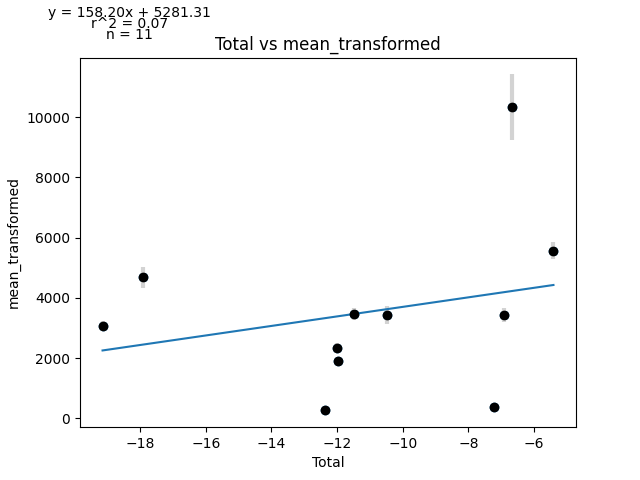 y = 158.20x + 5281.31
r^2 = 0.07
n = 11
Total vs mean_transformed
10000
8000
6000
4000
2000
0
mean_transformed
−18
−16
−14
−12
−10
−8
−6
Total